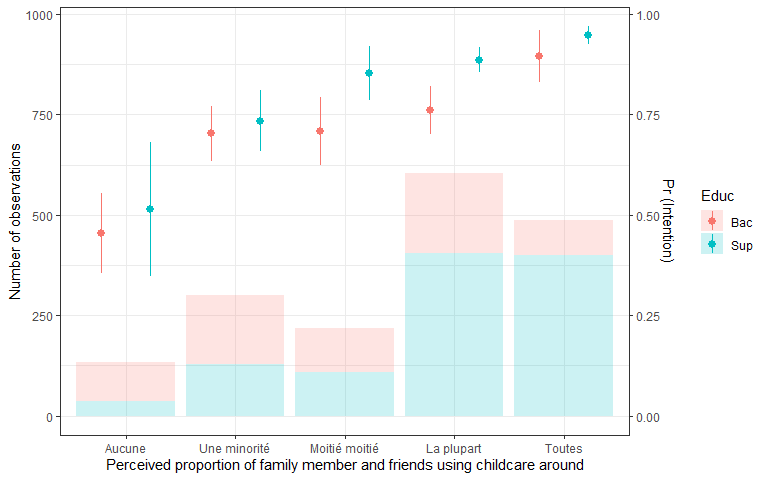 1000
1.00
750
0.75
500
0.50
250
0.25
0
0.00
Number of observations
Pr (Intention)
Educ
Bac
Sup
Aucune
Une minorité
Moitié moitié
La plupart
Toutes
Perceived proportion of family member and friends using childcare around